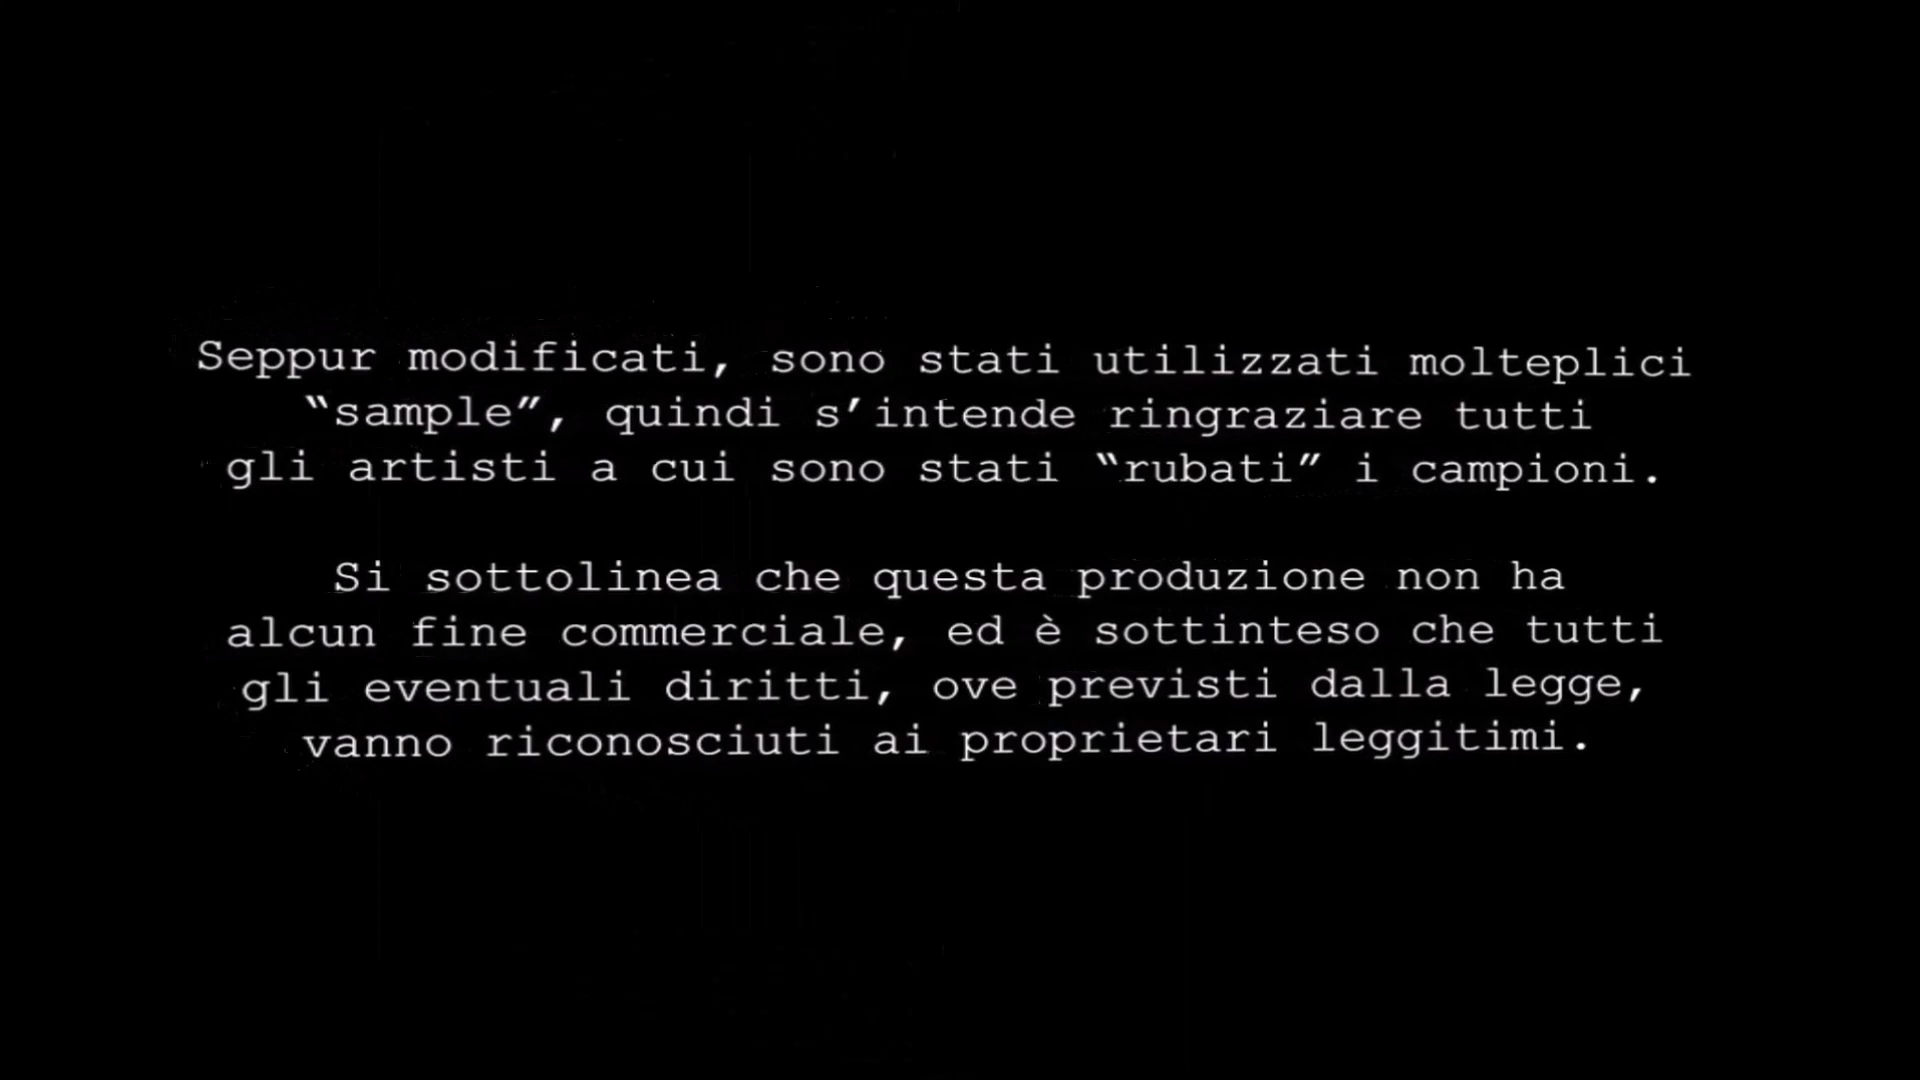 Seppur modificati, sono stati utilizzati molteplici
“sample”, quindi s’intende ringraziare tutti
gli artisti a cui sono stati “rubati” i campioni.
Si sottolinea che questa produzione non ha
alcun fine commerciale, ed è sottinteso che tutti
gli eventuali diritti, ove previsti dalla legge,
vanno riconosciuti ai proprietari leggitimi.